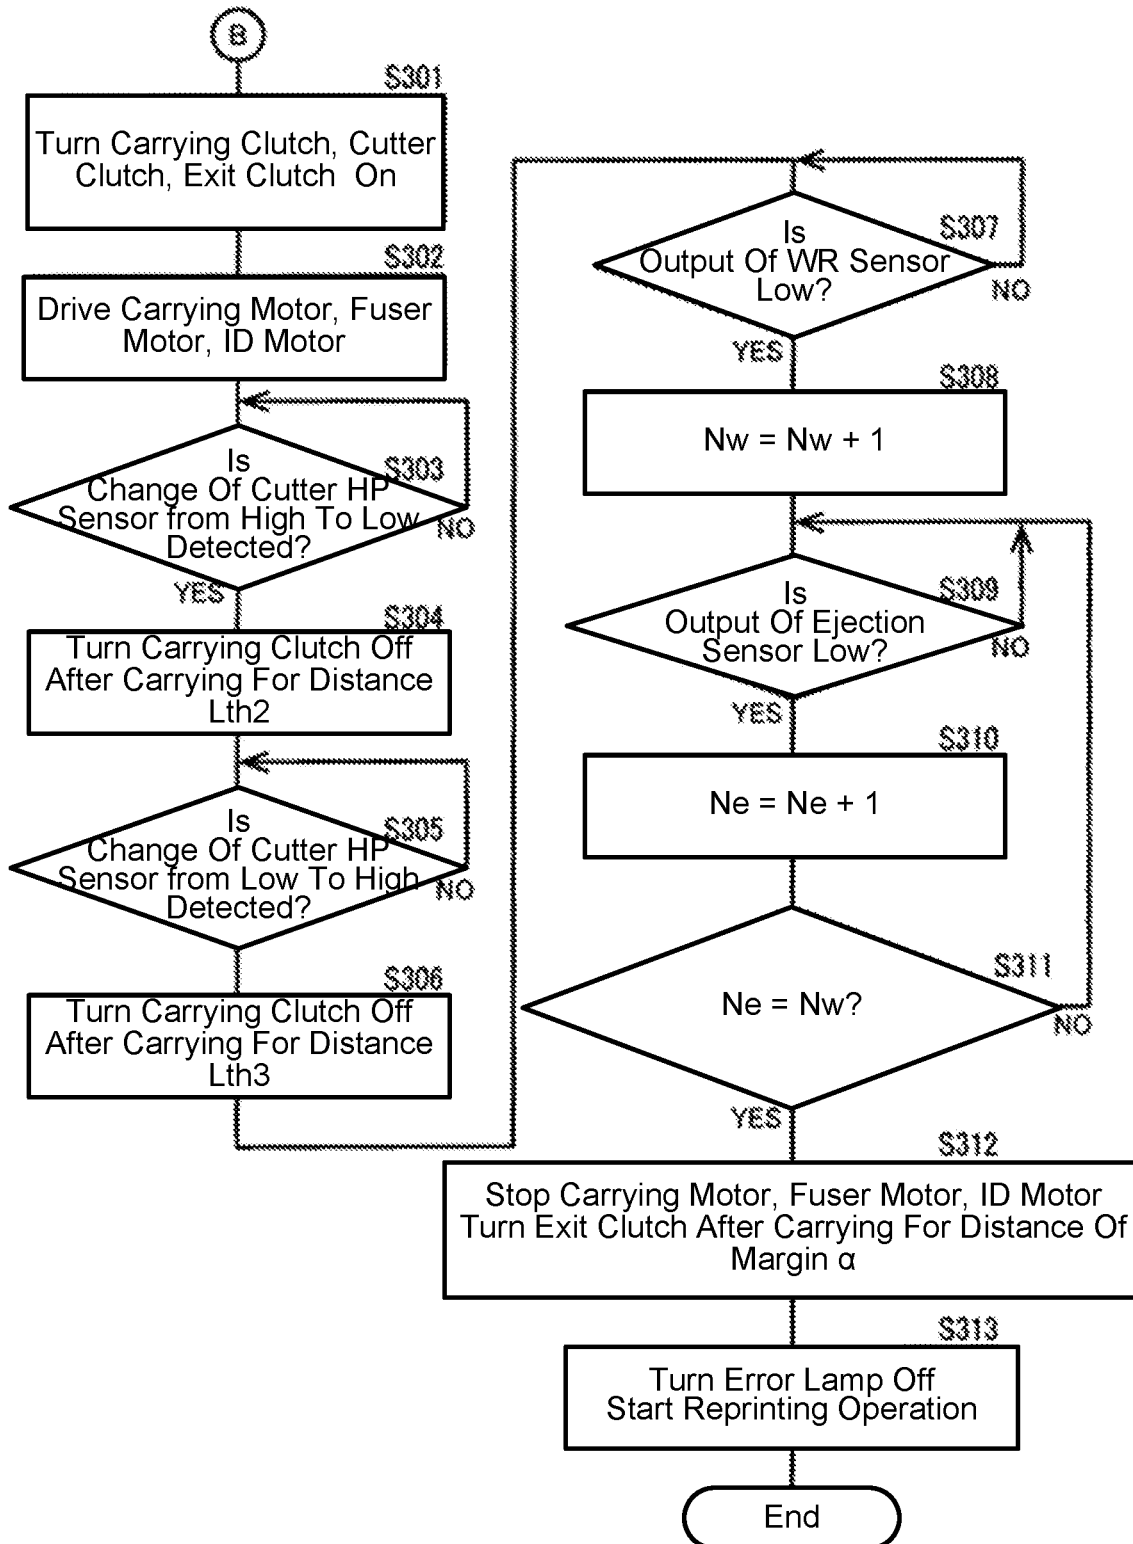 B
S301
Turn Carrying Clutch, Cutter
Clutch, Exit Clutch On
S302
Drive Carrying Motor, Fuser
Motor, ID Motor
S303
Is
Change Of Cutter HP
Sensor from High To Low
Detected?
NO
YES
S304
Turn Carrying Clutch Off
After Carrying For Distance
Lth2
S305
Is
Change Of Cutter HP
Sensor from Low To High
Detected?
NO
S306
Turn Carrying Clutch Off
After Carrying For Distance
Lth3
S307
Is
Output Of WR Sensor
Low?
NO
YES
S308
Nw = Nw + 1
S309
Is
Output Of Ejection
Sensor Low?
NO
YES
S310
Ne = Ne + 1
S311
Ne = Nw?
NO
YES
S312
Stop Carrying Motor, Fuser Motor, ID Motor
Turn Exit Clutch After Carrying For Distance Of
Margin α
S313
Turn Error Lamp Off
Start Reprinting Operation
End